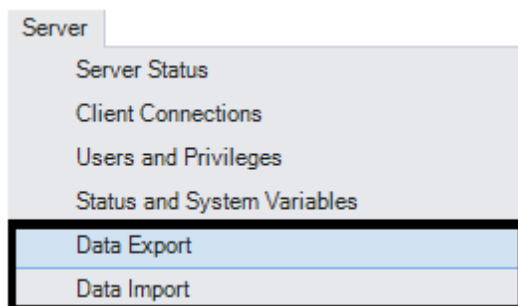 Server
Server Status
Client Connections
Users and Privileges
Status and System Variables
Data Export
Data Import